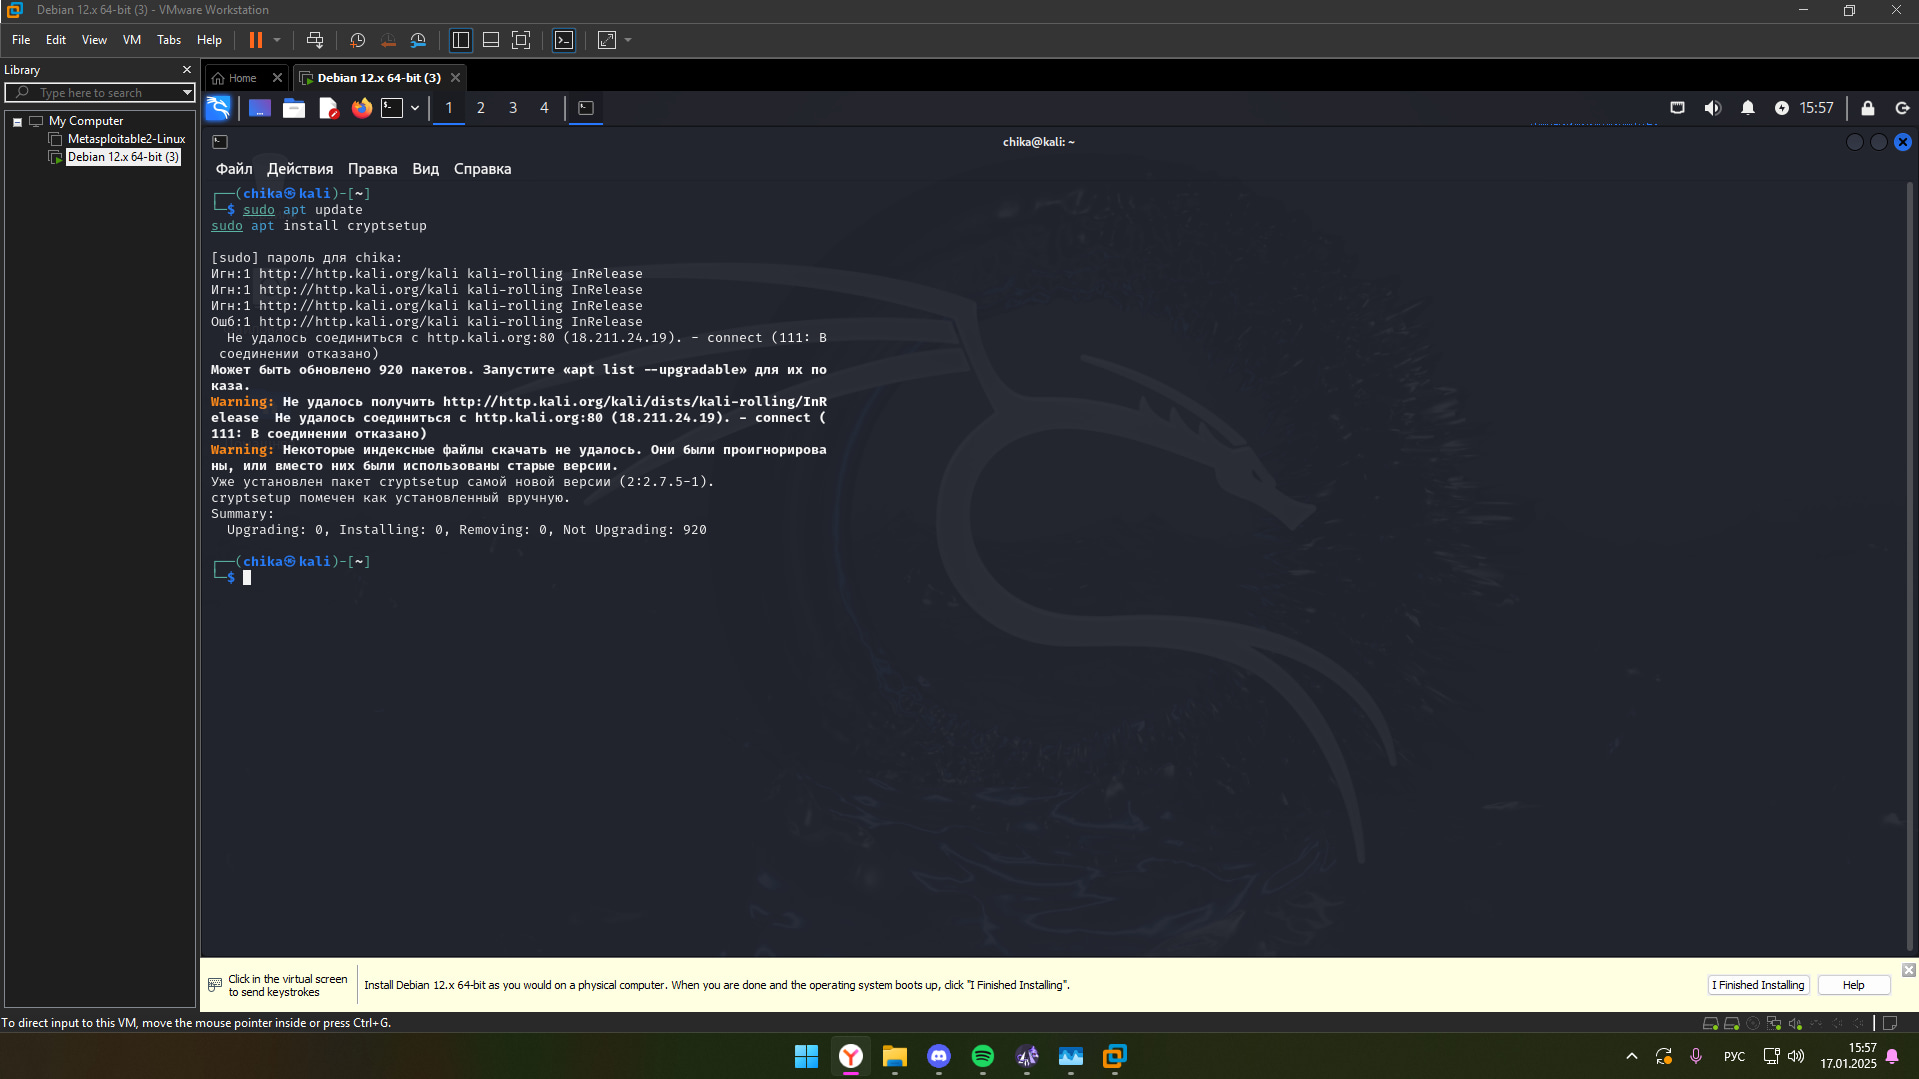 Debian 12.x 64-bit (3) - VMware Workstation
File Edit View VM Tabs Help
Library
Type here to search
My Computer
Metasploitable2-Linux
Debian 12.x 64-bit (3)
Home
Debian 12.x 64-bit (3)
1 2 3 4
15:57
chika@kali: ~
Файл Действия Правка Вид Справка
┌──(chika㉿kali)-[~]
└─$ sudo apt update
sudo apt install cryptsetup
[sudo] пароль для chika:
Игн:1 http://http.kali.org/kali kali-rolling InRelease
Игн:1 http://http.kali.org/kali kali-rolling InRelease
Игн:1 http://http.kali.org/kali kali-rolling InRelease
Ошб:1 http://http.kali.org/kali kali-rolling InRelease
Не удалось соединиться с http.kali.org:80 (18.211.24.19). - connect (111: В
соединении отказано)
Может быть обновлено 920 пакетов. Запустите «apt list --upgradable» для их по
каза.
Warning: Не удалось получить http://http.kali.org/kali/dists/kali-rolling/InR
elease Не удалось соединиться с http.kali.org:80 (18.211.24.19). - connect (
111: В соединении отказано)
Warning: Некоторые индексные файлы скачать не удалось. Они были проигнорирова
ны, или вместо них были использованы старые версии.
Уже установлен пакет cryptsetup самой новой версии (2:2.7.5-1).
cryptsetup помечен как установленный вручную.
Summary:
Upgrading: 0, Installing: 0, Removing: 0, Not Upgrading: 920
┌──(chika㉿kali)-[~]
└─$
Click in the virtual screen
to send keystrokes
Install Debian 12.x 64-bit as you would on a physical computer. When you are done and the operating system boots up, click "I Finished Installing".
I Finished Installing
Help
To direct input to this VM, move the mouse pointer inside or press Ctrl+G.
РУС
15:57
17.01.2025